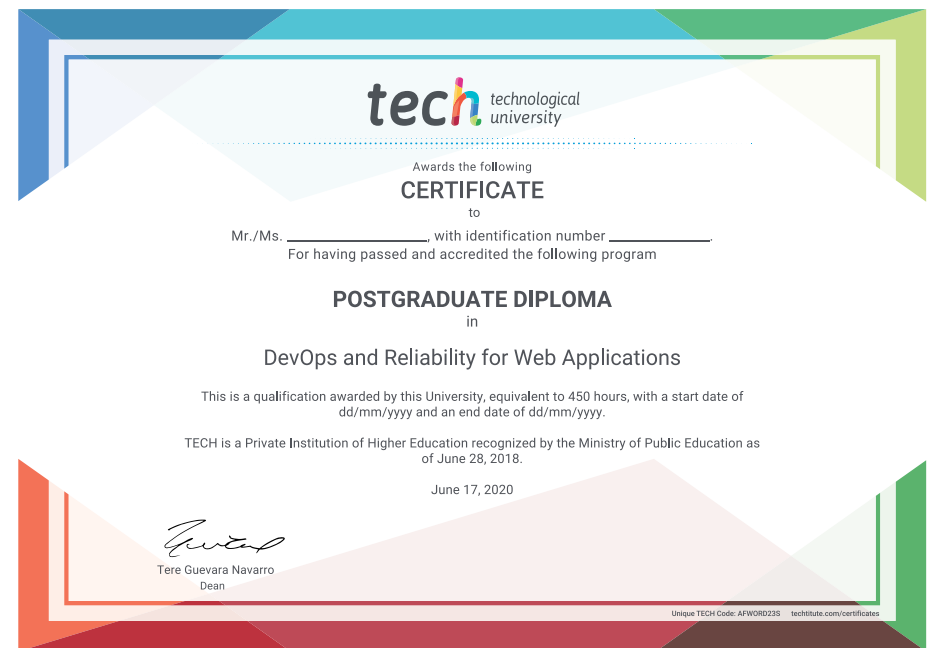 tech technological
university
Awards the following
CERTIFICATE
to
Mr./Ms. ____________________, with identification number ______________.
For having passed and accredited the following program
POSTGRADUATE DIPLOMA
in
DevOps and Reliability for Web Applications
This is a qualification awarded by this University, equivalent to 450 hours, with a start date of
dd/mm/yyyy and an end date of dd/mm/yyyy.
TECH is a Private Institution of Higher Education recognized by the Ministry of Public Education as
of June 28, 2018.
June 17, 2020
Tere Guevara Navarro
Dean
Unique TECH Code: AFWORD23S techtitute.com/certificates